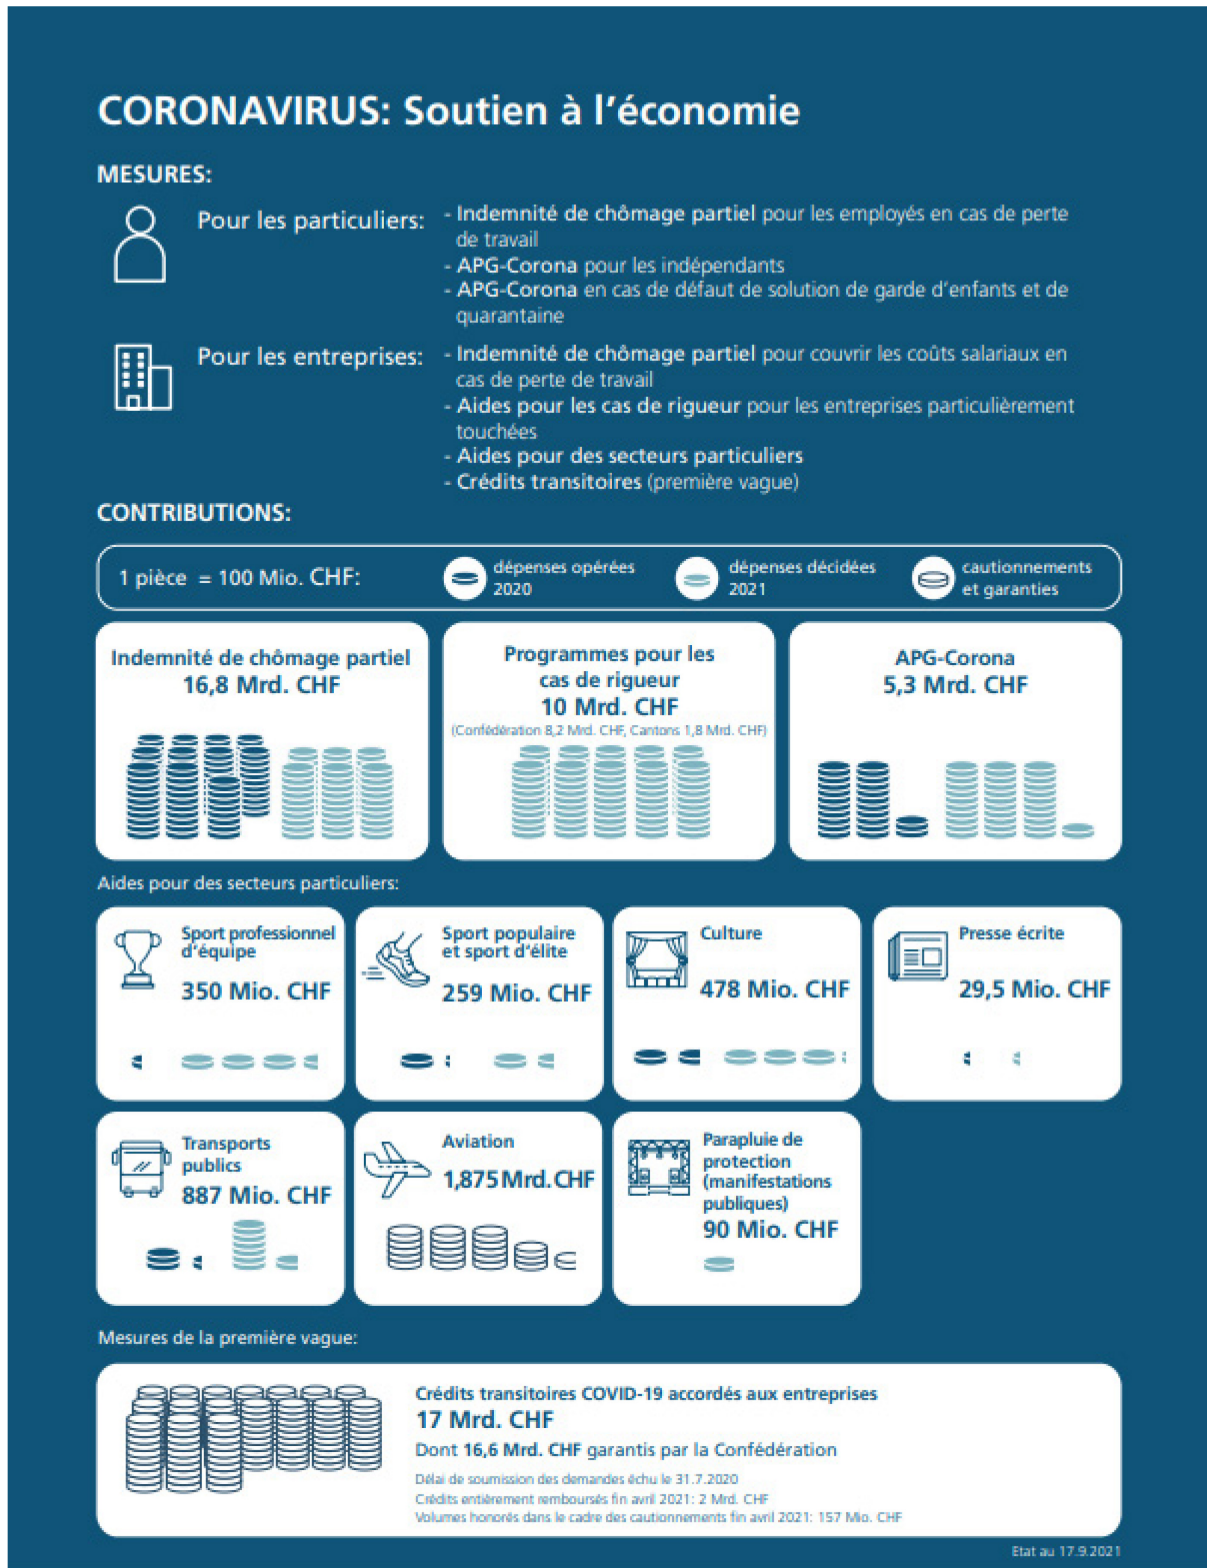 CORONAVIRUS: Soutien à l'économie
MESURES:
Pour les particuliers:
- Indemnité de chômage partiel pour les employés en cas de perte
de travail
- APG-Corona pour les indépendants
- APG-Corona en cas de défaut de solution de garde d'enfants et de
quarantaine
Pour les entreprises:
- Indemnité de chômage partiel pour couvrir les coûts salariaux en
cas de perte de travail
- Aides pour les cas de rigueur pour les entreprises particulièrement
touchées
- Aides pour des secteurs particuliers
- Crédits transitoires (première vague)
CONTRIBUTIONS:
1 pièce = 100 Mio. CHF:
dépenses opérées
2020
dépenses décidées
2021
cautionnements
et garanties
Indemnité de chômage partiel
16,8 Mrd. CHF
Programmes pour les
cas de rigueur
10 Mrd. CHF
(Confédération 8,2 Mrd. CHF, Cantons 1,8 Mrd. CHF)
APG-Corona
5,3 Mrd. CHF
Aides pour des secteurs particuliers:
Sport professionnel
d'équipe
350 Mio. CHF
Sport populaire
et sport d'élite
259 Mio. CHF
Culture
478 Mio. CHF
Presse écrite
29,5 Mio. CHF
Transports
publics
887 Mio. CHF
Aviation
1,875 Mrd. CHF
Parapluie de
protection
(manifestations
publiques)
90 Mio. CHF
Mesures de la première vague:
Crédits transitoires COVID-19 accordés aux entreprises
17 Mrd. CHF
Dont 16,6 Mrd. CHF garantis par la Confédération
Délai de soumission des demandes échu le 31.7.2020
Crédits entièrement remboursés fin avril 2021: 2 Mrd. CHF
Volumes honorés dans le cadre des cautionnements fin avril 2021: 157 Mio. CHF
Etat au 17.9.2021